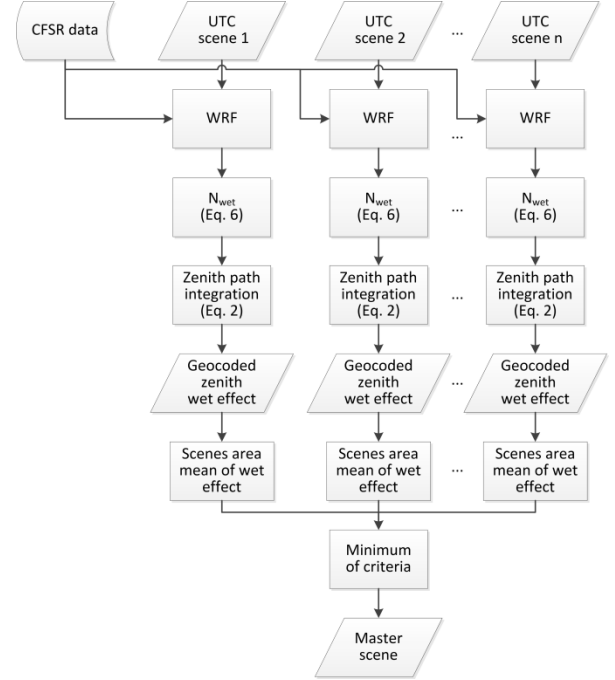 CFSR data
UTC
scene 1
UTC
scene 2
...
UTC
scene n
WRF
WRF
...
WRF
Nwet
(Eq. 6)
Nwet
(Eq. 6)
...
Nwet
(Eq. 6)
Zenith path
integration
(Eq. 2)
Zenith path
integration
(Eq. 2)
...
Zenith path
integration
(Eq. 2)
Geocoded
zenith
wet effect
Geocoded
zenith
wet effect
...
Geocoded
zenith
wet effect
Scenes area
mean of wet
effect
Scenes area
mean of wet
effect
...
Scenes area
mean of wet
effect
Minimum
of criteria
Master
scene